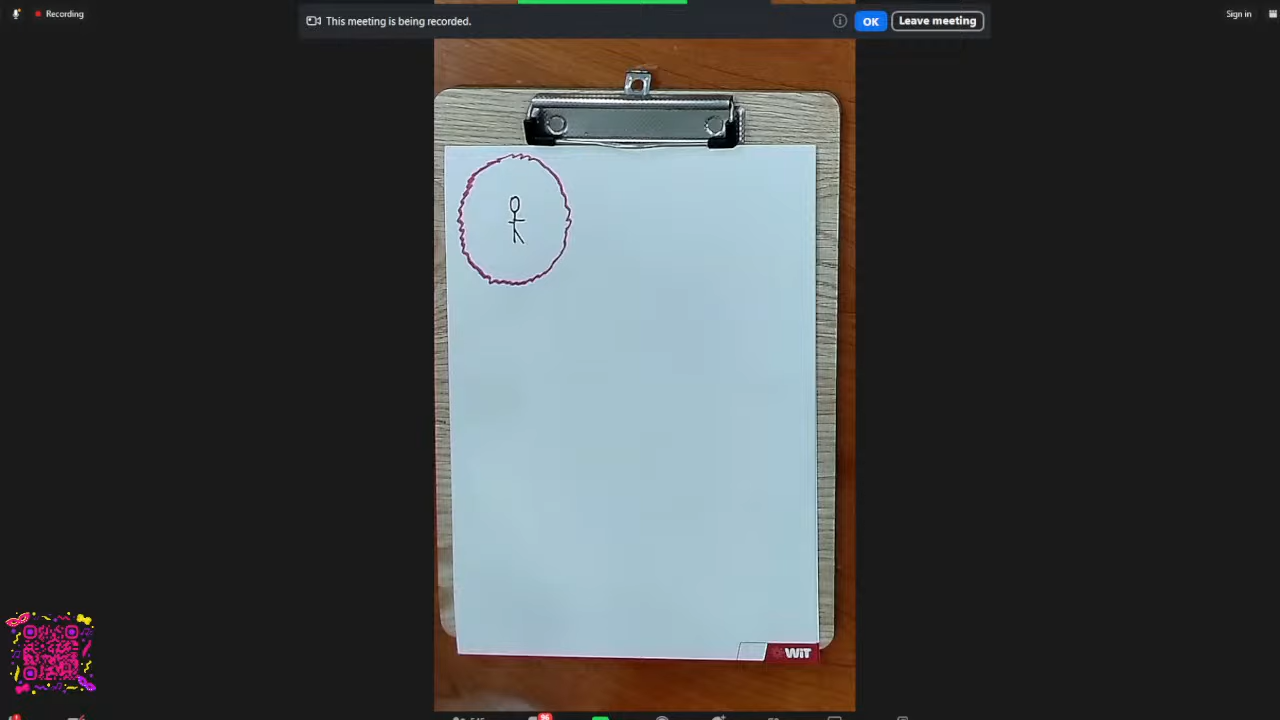 Recording
This meeting is being recorded.
OK
Leave meeting
Sign in
WiT